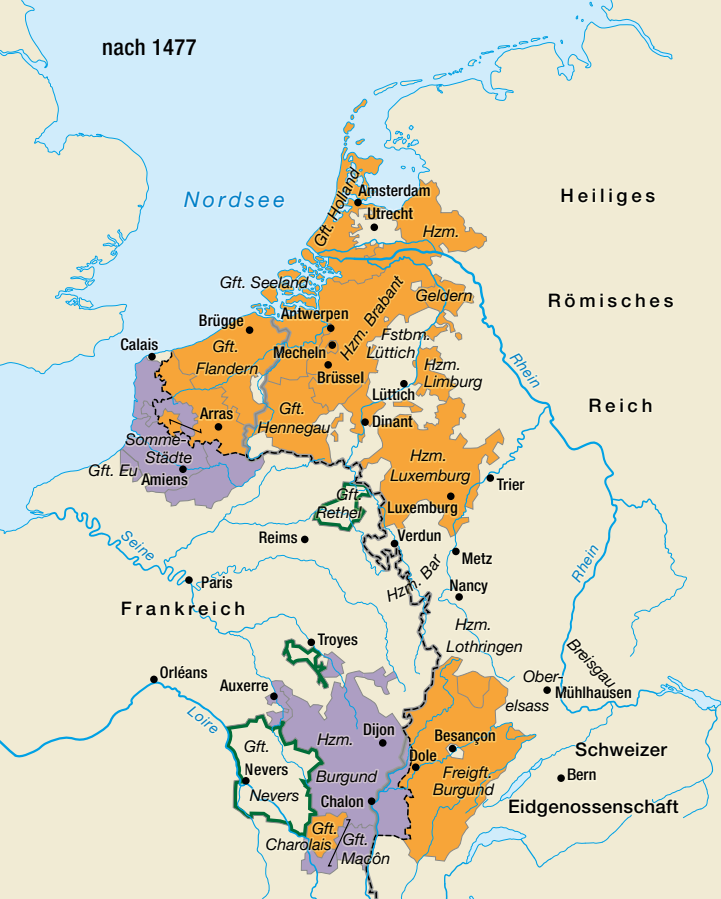 nach 1477
Nordsee
Heiliges
Römisches
Reich
Gft. Holland
Amsterdam
Utrecht
Hzm.
Geldern
Gft. Seeland
Antwerpen
Hzm. Brabant
Brügge
Calais
Gft.
Flandern
Mecheln
Brüssel
Fstbm.
Lüttich
Hzm.
Limburg
Rhein
Lüttich
Arras
Gft.
Hennegau
Dinant
Somme-
Städte
Gft. Eu
Amiens
Hzm.
Luxemburg
Luxemburg
Trier
Gft.
Rethel
Reims
Verdun
Metz
Hzm. Bar
Nancy
Seine
Paris
Rhein
Frankreich
Hzm.
Lothringen
Troyes
Breisgau
Orléans
Auxerre
Ober-
elsass
Mühlhausen
Loire
Gft.
Nevers
Nevers
Hzm.
Burgund
Dijon
Besançon
Dole
Freigft.
Burgund
Schweizer
Bern
Eidgenossenschaft
Chalon
Gft.
Charolais
Gft.
Macôn